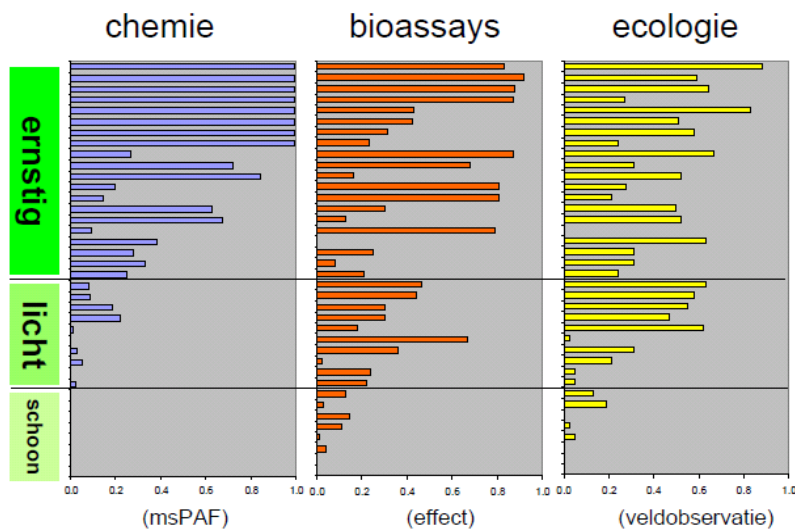 chemie
bioassays
ecologie
ernstig
licht
schoon
0.0 0.2 0.4 0.6 0.8 1.0
0.0 0.2 0.4 0.6 0.8 1.0
0.0 0.2 0.4 0.6 0.8 1.0
(msPAF)
(effect)
(veldobservatie)